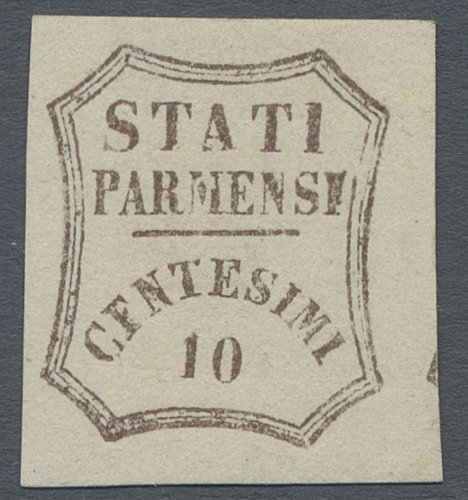 STATI
PARMENSI
CENTESIMI
10